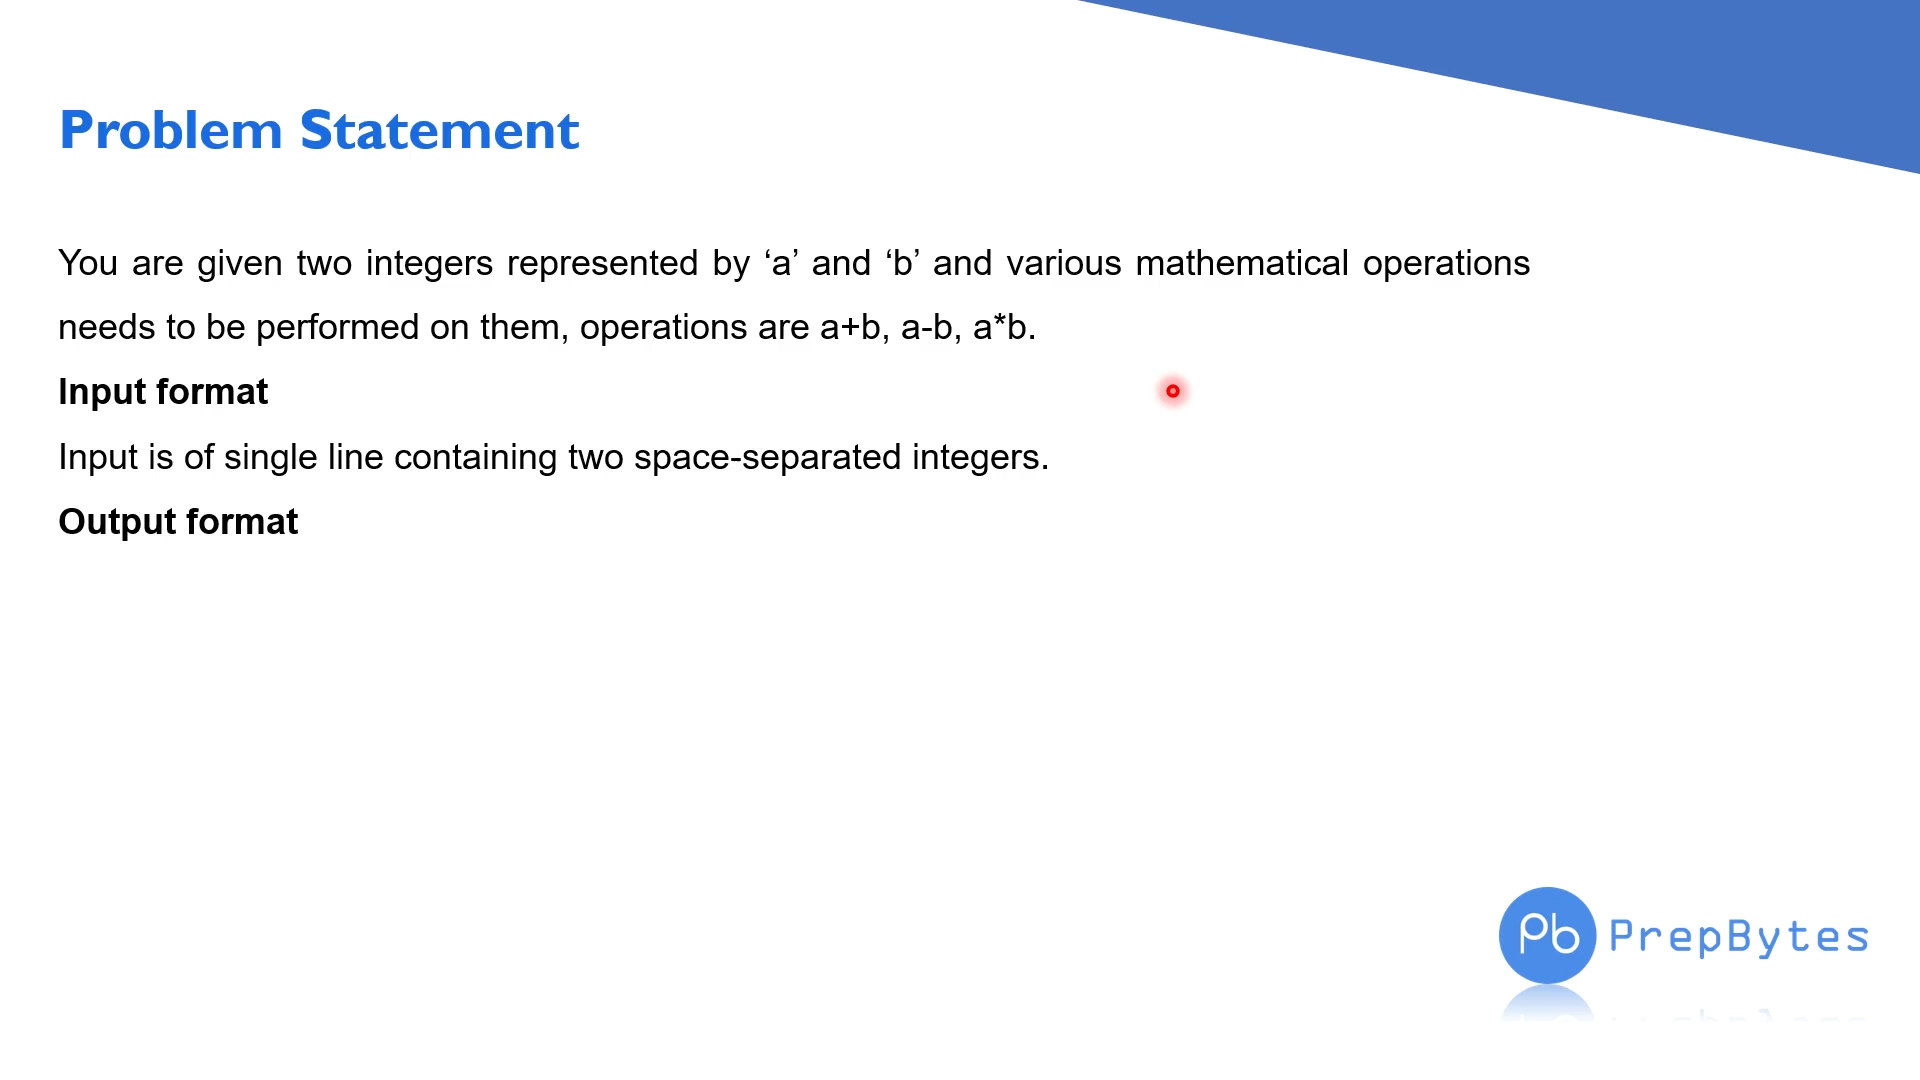 Problem Statement
You are given two integers represented by ‘a’ and ‘b’ and various mathematical operations
needs to be performed on them, operations are a+b, a-b, a*b.
Input format
Input is of single line containing two space-separated integers.
Output format
Pb PrepBytes